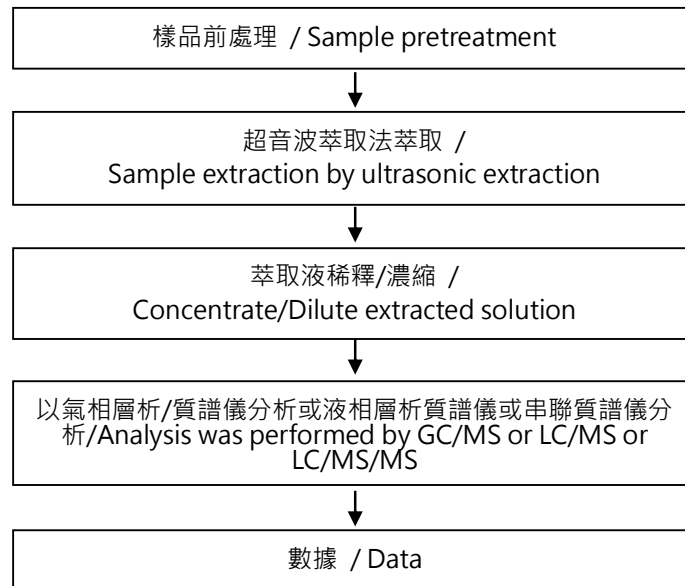 樣品前處理 / Sample pretreatment
超音波萃取法萃取 /
Sample extraction by ultrasonic extraction
萃取液稀釋/濃縮 /
Concentrate/Dilute extracted solution
以氣相層析/質譜儀分析或液相層析質譜儀或串聯質譜儀分
析/Analysis was performed by GC/MS or LC/MS or
LC/MS/MS
數據 / Data